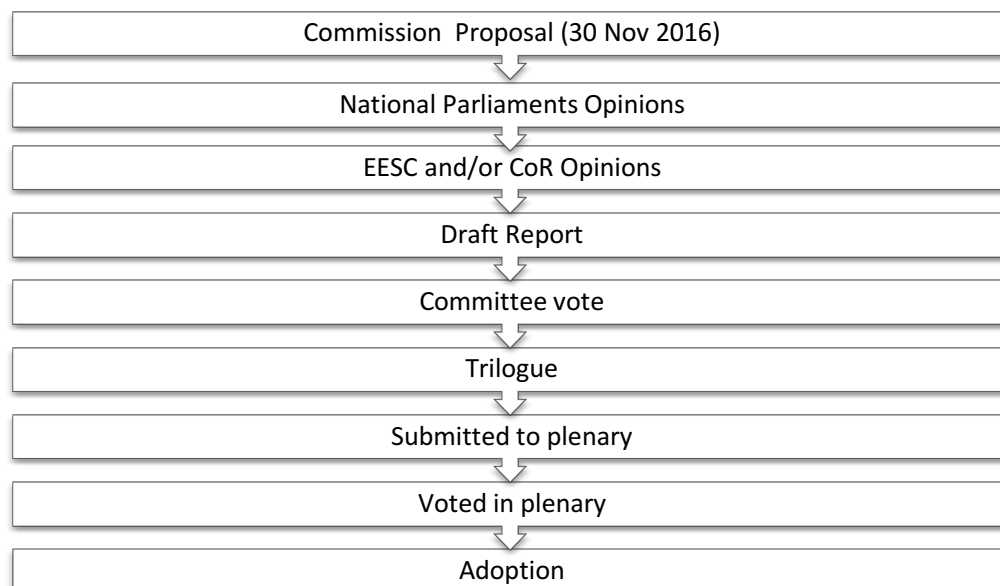 Commission  Proposal (30 Nov 2016)
National Parliaments Opinions
EESC and/or CoR Opinions
Draft Report
Committee vote
Trilogue
Submitted to plenary
Voted in plenary
Adoption